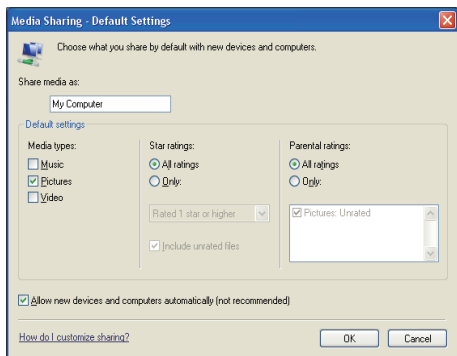 Media Sharing - Default Settings
Choose what you share by default with new devices and computers.
Share media as:
My Computer
Default settings
Media types:
Music
Pictures
Video
Star ratings:
All ratings
Only:
Rated 1 star or higher
Include unrated files
Parental ratings:
All ratings
Only:
Pictures: Unrated
Allow new devices and computers automatically (not recommended)
How do I customize sharing?
OK
Cancel